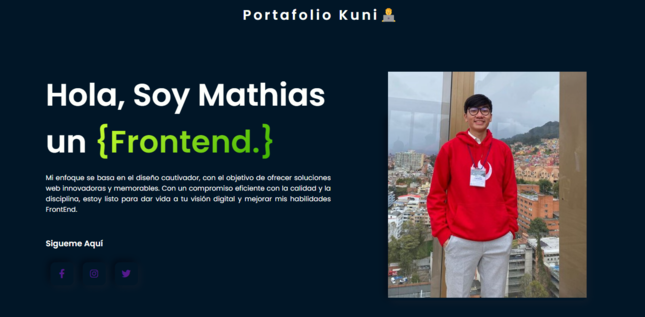 Portafolio Kuni
Hola, Soy Mathias
un {Frontend.}
Mi enfoque se basa en el diseño cautivador, con el objetivo de ofrecer soluciones
web innovadoras y memorables. Con un compromiso eficiente con la calidad y la
disciplina, estoy listo para dar vida a tu visión digital y mejorar mis habilidades
FrontEnd.
Sigueme Aquí